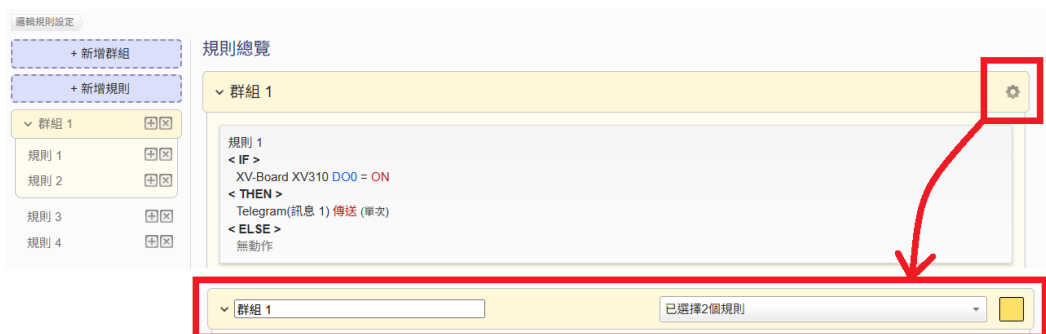 邏輯規則設定
+ 新增群組
+ 新增規則
群組 1
規則 1
規則 2
規則 3
規則 4
規則總覽
群組 1
規則 1
< IF >
XV-Board XV310 DO0 = ON
< THEN >
Telegram(訊息 1) 傳送 (單次)
< ELSE >
無動作
群組 1
已選擇2個規則